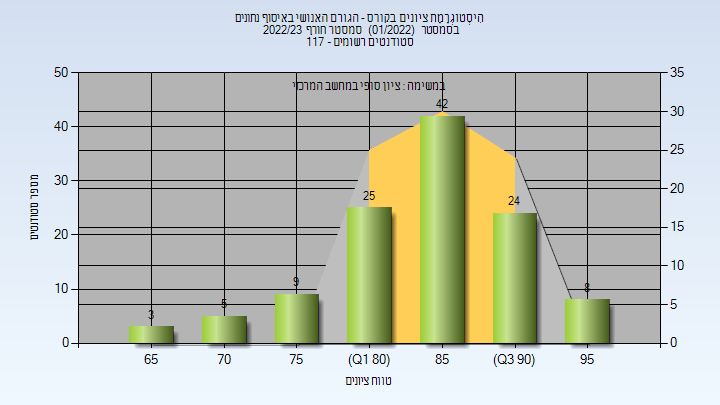 היסטוגרמת ציונים בקורס - הגורם האנושי באיסוף נתונים
בסמסטר (01/2022) סמסטר חורף 2022/23
סטודנטים רשומים - 117
במשימה : ציון סופי במחשב המרכזי
50 35
42
40 30
25
30 25
24
20 20
15
10 10
9
8
5
3
5
0 0
65 70 75 (Q1 80) 85 (Q3 90) 95
מספר סטודנטים
טווח ציונים